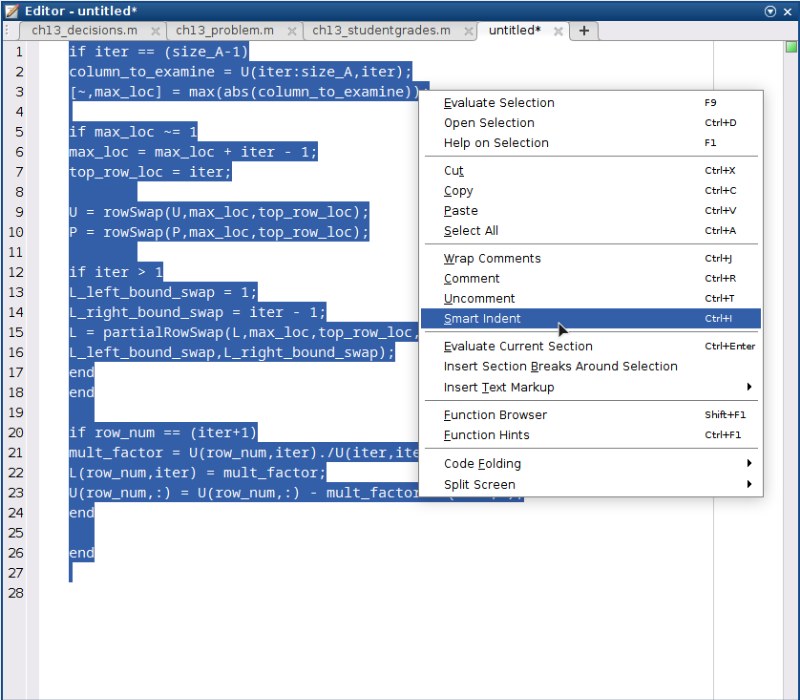 Editor - untitled*
ch13_decisions.m ch13_problem.m ch13_studentgrades.m untitled*
1 if iter == (size_A-1)
2 column_to_examine = U(iter:size_A,iter);
3 [~,max_loc] = max(abs(column_to_examine))
4
5 if max_loc ~= 1
6 max_loc = max_loc + iter - 1;
7 top_row_loc = iter;
8
9 U = rowSwap(U,max_loc,top_row_loc);
10 P = rowSwap(P,max_loc,top_row_loc);
11
12 if iter > 1
13 L_left_bound_swap = 1;
14 L_right_bound_swap = iter - 1;
15 L = partialRowSwap(L,max_loc,top_row_loc,
16 L_left_bound_swap,L_right_bound_swap);
17 end
18 end
19
20 if row_num == (iter+1)
21 mult_factor = U(row_num,iter)./U(iter,ite
22 L(row_num,iter) = mult_factor;
23 U(row_num,:) = U(row_num,:) - mult_factor
24 end
25
26 end
27
28
Evaluate Selection F9
Open Selection Ctrl+D
Help on Selection F1
Cut Ctrl+X
Copy Ctrl+C
Paste Ctrl+V
Select All Ctrl+A
Wrap Comments Ctrl+J
Comment Ctrl+R
Uncomment Ctrl+T
Smart Indent Ctrl+I
Evaluate Current Section Ctrl+Enter
Insert Section Breaks Around Selection
Insert Text Markup
Function Browser Shift+F1
Function Hints Ctrl+F1
Code Folding
Split Screen